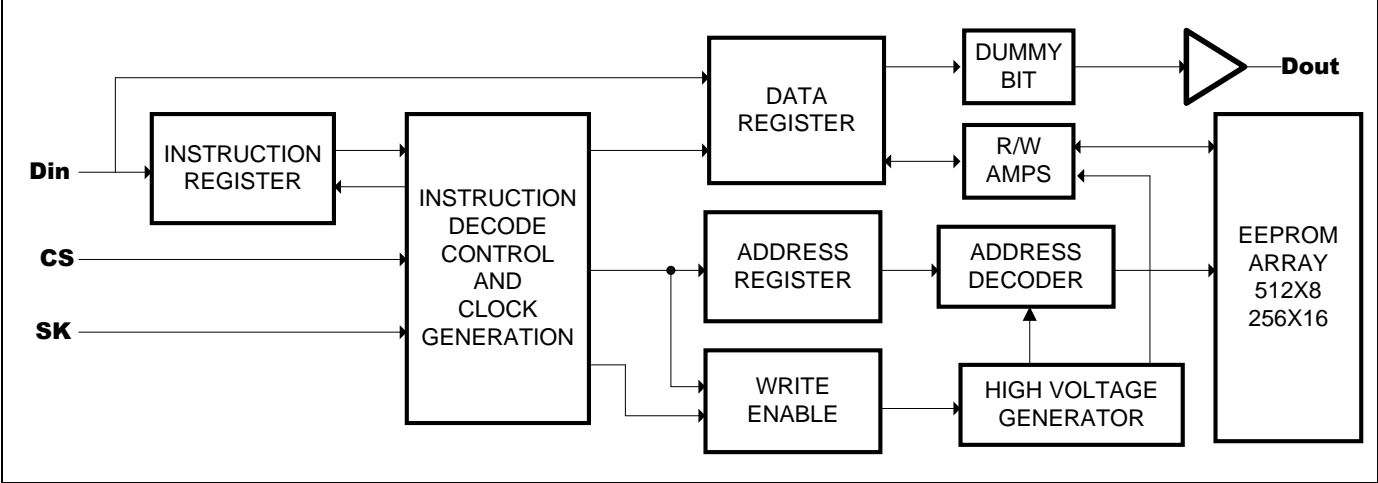 DUMMY
BIT
Dout
DATA
REGISTER
Din
INSTRUCTION
REGISTER
R/W
AMPS
INSTRUCTION
DECODE
CONTROL
AND
CLOCK
GENERATION
CS
SK
ADDRESS
REGISTER
ADDRESS
DECODER
EEPROM
ARRAY
512X8
256X16
WRITE
ENABLE
HIGH VOLTAGE
GENERATOR